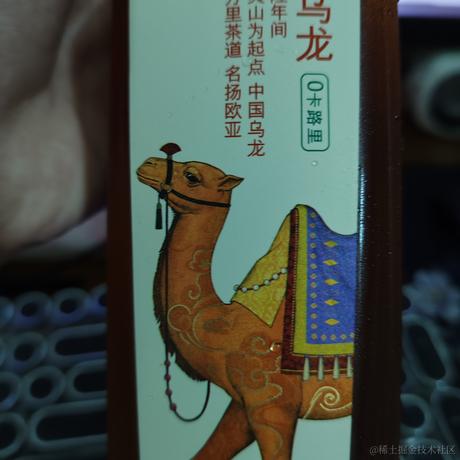 乌龙
0卡路里
隆年间
夷山为起点 中国乌龙
万里茶道 名扬欧亚
@稀土掘金技术社区